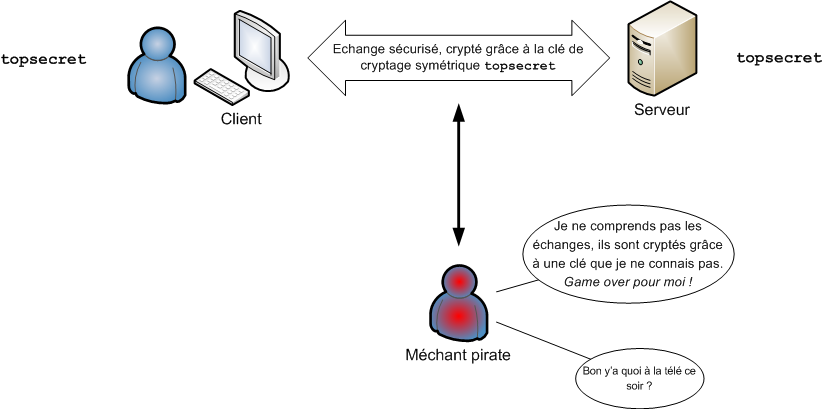 topsecret
Echange sécurisé, crypté grâce à la clé de
cryptage symétrique topsecret
topsecret
Client
Serveur
Je ne comprends pas les
échanges, ils sont cryptés grâce
à une clé que je ne connais pas.
Game over pour moi !
Méchant pirate
Bon y'a quoi à la télé ce
soir ?